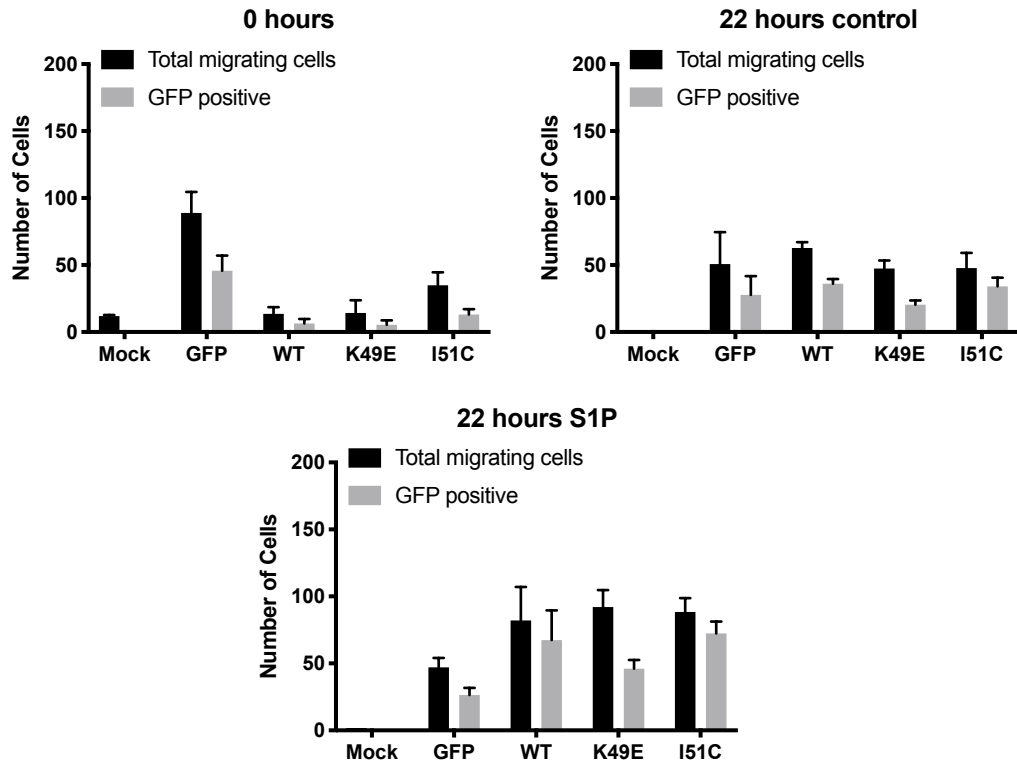 0 hours
Total migrating cells
GFP positive
Number of Cells
200
150
100
50
0
Mock GFP WT K49E I51C
22 hours control
Total migrating cells
GFP positive
Number of Cells
200
150
100
50
0
Mock GFP WT K49E I51C
22 hours S1P
Total migrating cells
GFP positive
Number of Cells
200
150
100
50
0
Mock GFP WT K49E I51C